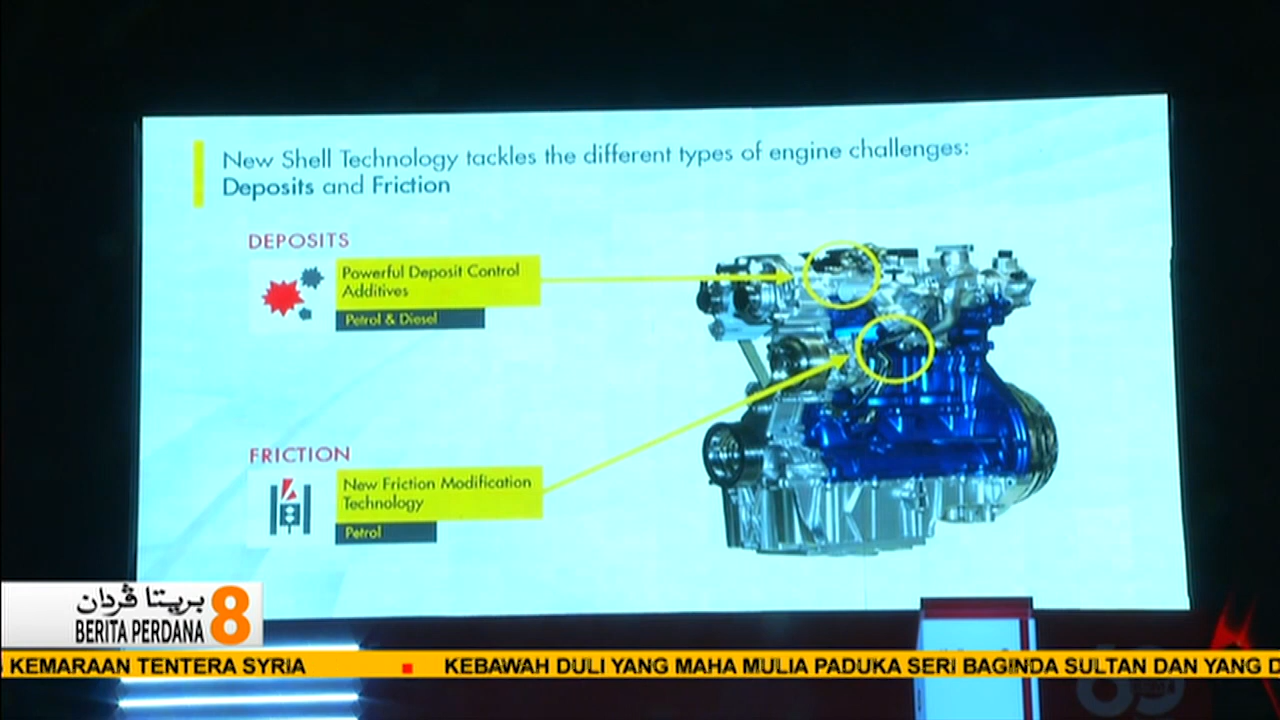 New Shell Technology tackles the different types of engine challenges:
Deposits and Friction
DEPOSITS
Powerful Deposit Control
Additives
Petrol & Diesel
FRICTION
New Friction Modification
Technology
Petrol
بريتا ڤردان
BERITA PERDANA
8
KEMARAAN TENTERA SYRIA ▪ KEBAWAH DULI YANG MAHA MULIA PADUKA SERI BAGINDA SULTAN DAN YANG D